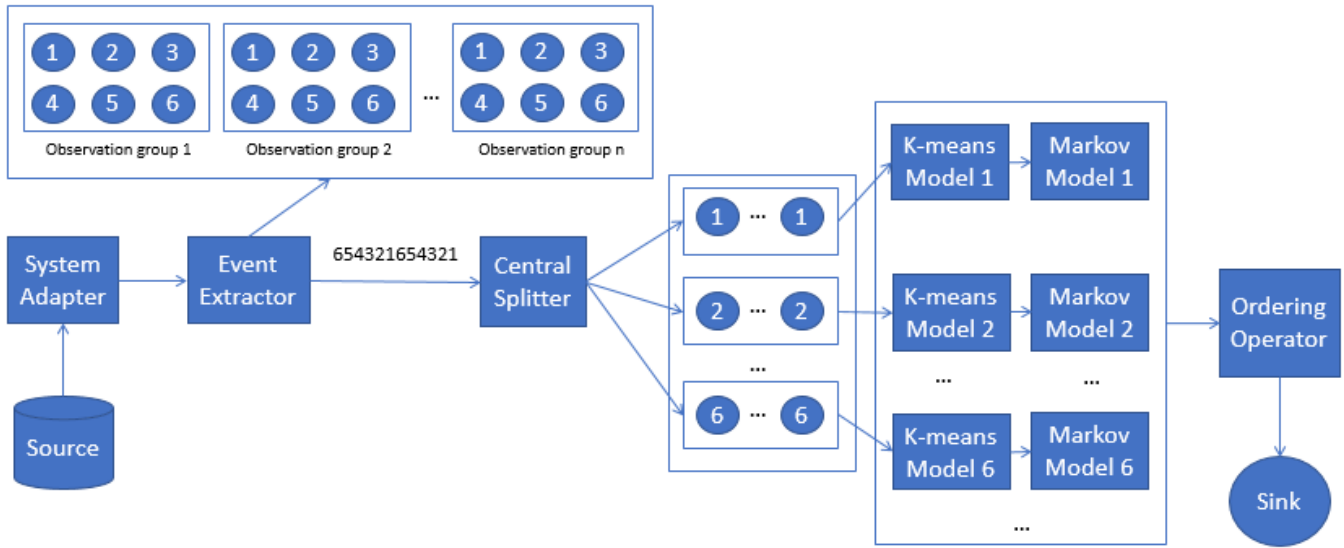 1 2 3
4 5 6
Observation group 1
1 2 3
4 5 6
Observation group 2
...
1 2 3
4 5 6
Observation group n
System
Adapter
Event
Extractor
654321654321
Central
Splitter
Source
1 ... 1
2 ... 2
...
6 ... 6
K-means
Model 1
Markov
Model 1
K-means
Model 2
Markov
Model 2
...
...
K-means
Model 6
Markov
Model 6
...
Ordering
Operator
Sink